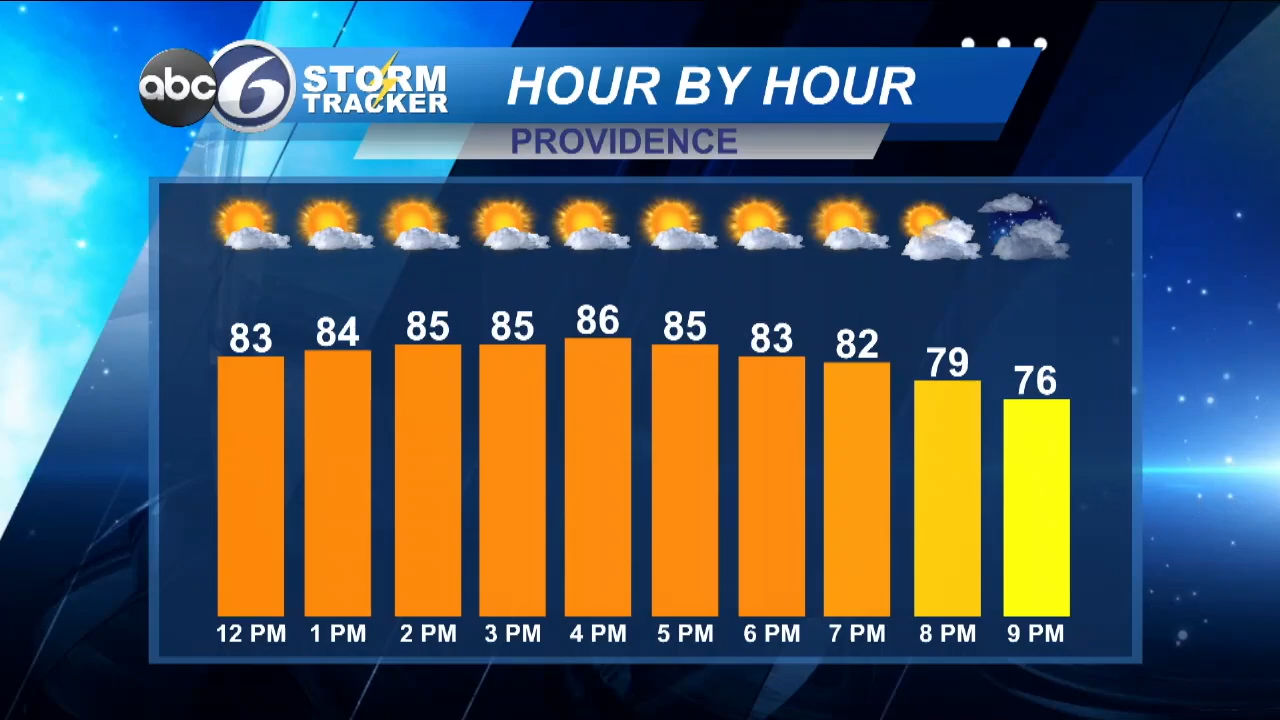 abc 6 STORM TRACKER
HOUR BY HOUR
PROVIDENCE
83 84 85 85 86 85 83 82 79 76
12 PM 1 PM 2 PM 3 PM 4 PM 5 PM 6 PM 7 PM 8 PM 9 PM